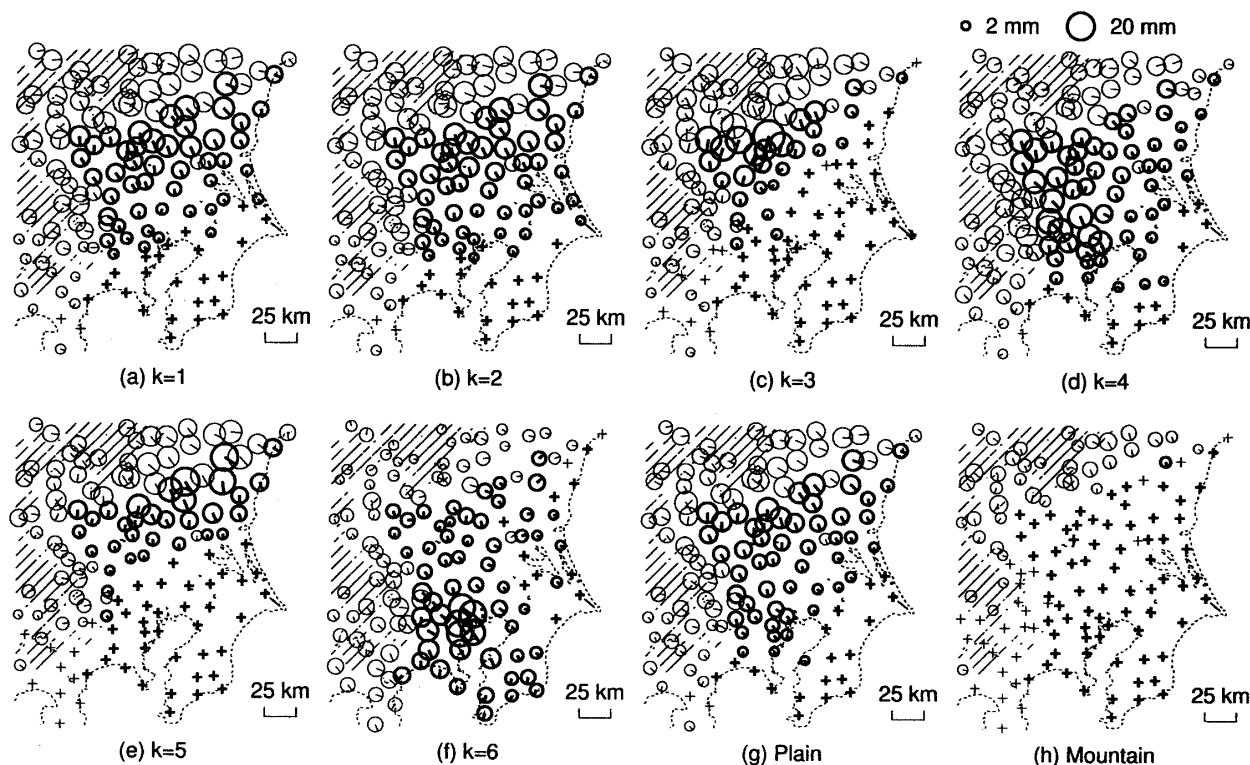 2 mm 20 mm
25 km 25 km 25 km 25 km
(a) k=1 (b) k=2 (c) k=3 (d) k=4
25 km 25 km 25 km 25 km
(e) k=5 (f) k=6 (g) Plain (h) Mountain